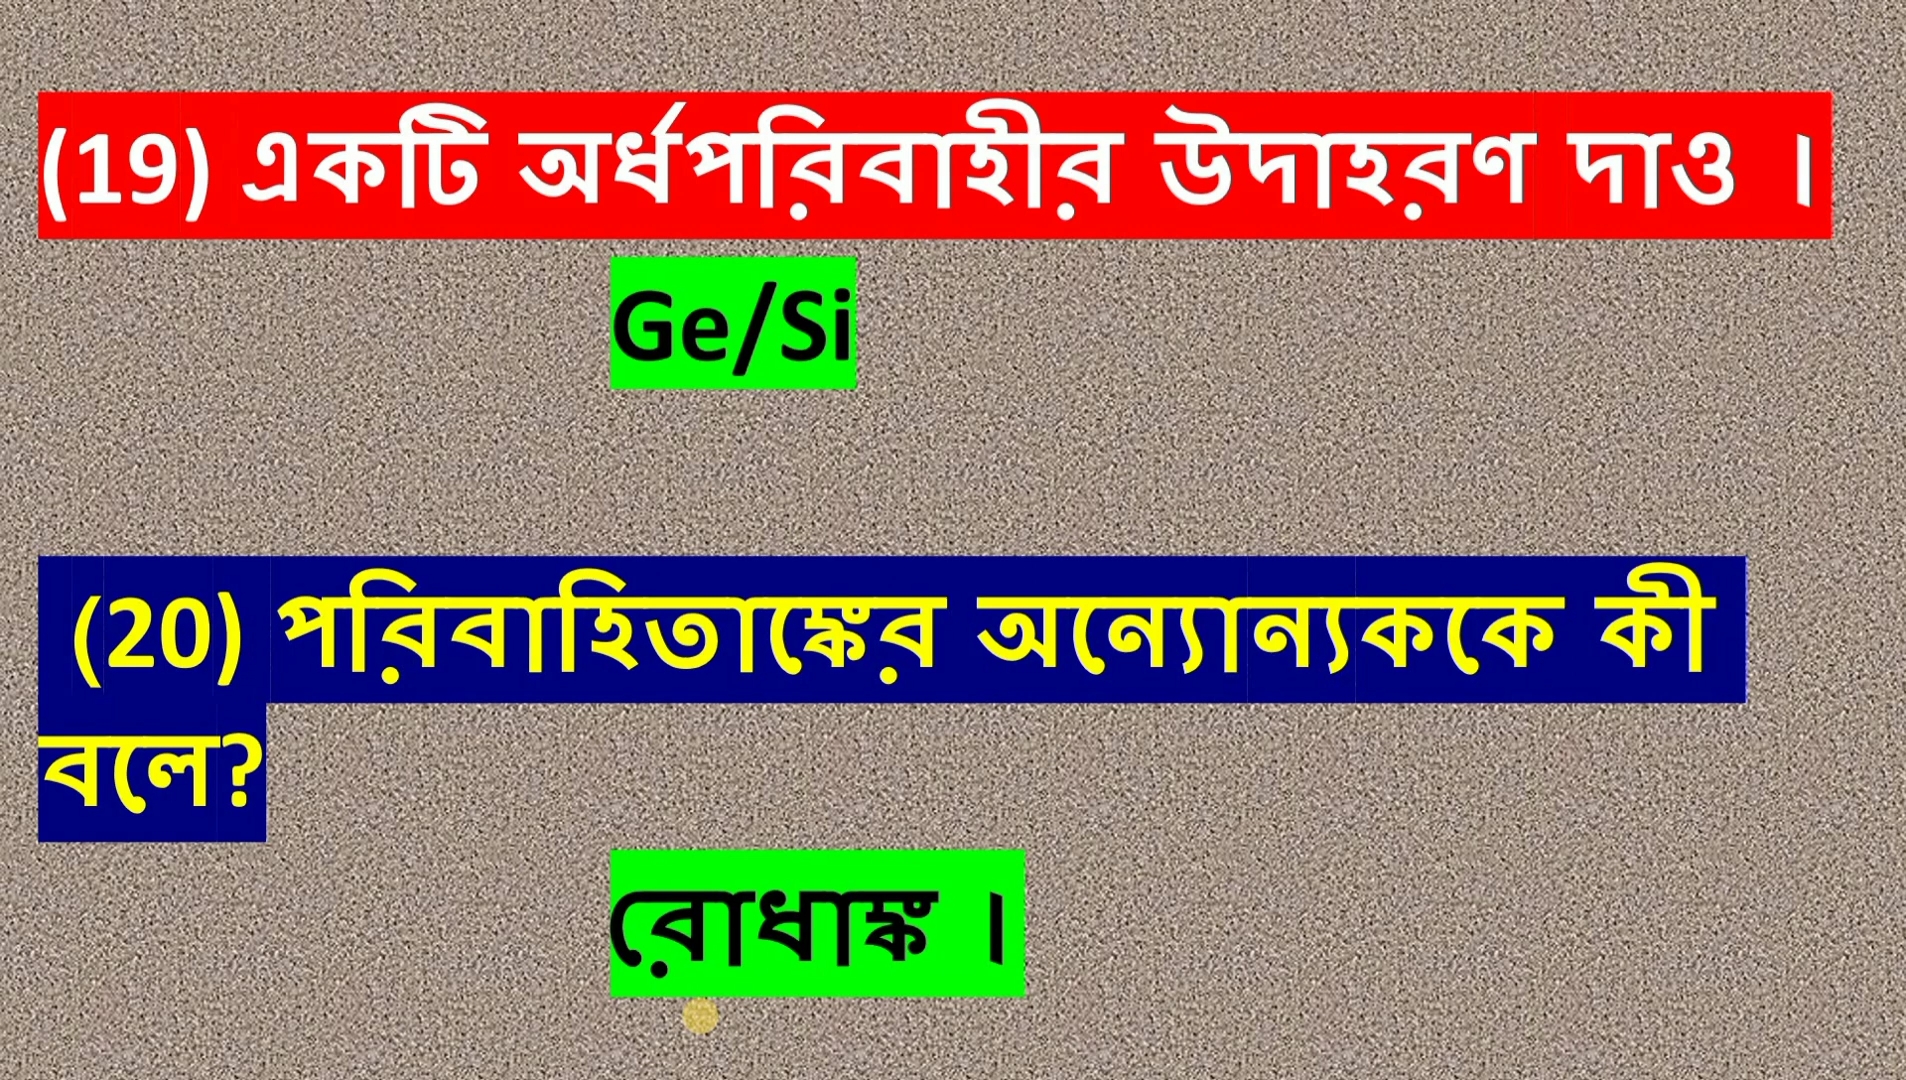 (19) একটি অর্ধপরিবাহীর উদাহরণ দাও ।
Ge/Si
(20) পরিবাহিতাঙ্কের অন্যোন্যককে কী
বলে?
রোধাঙ্ক ।